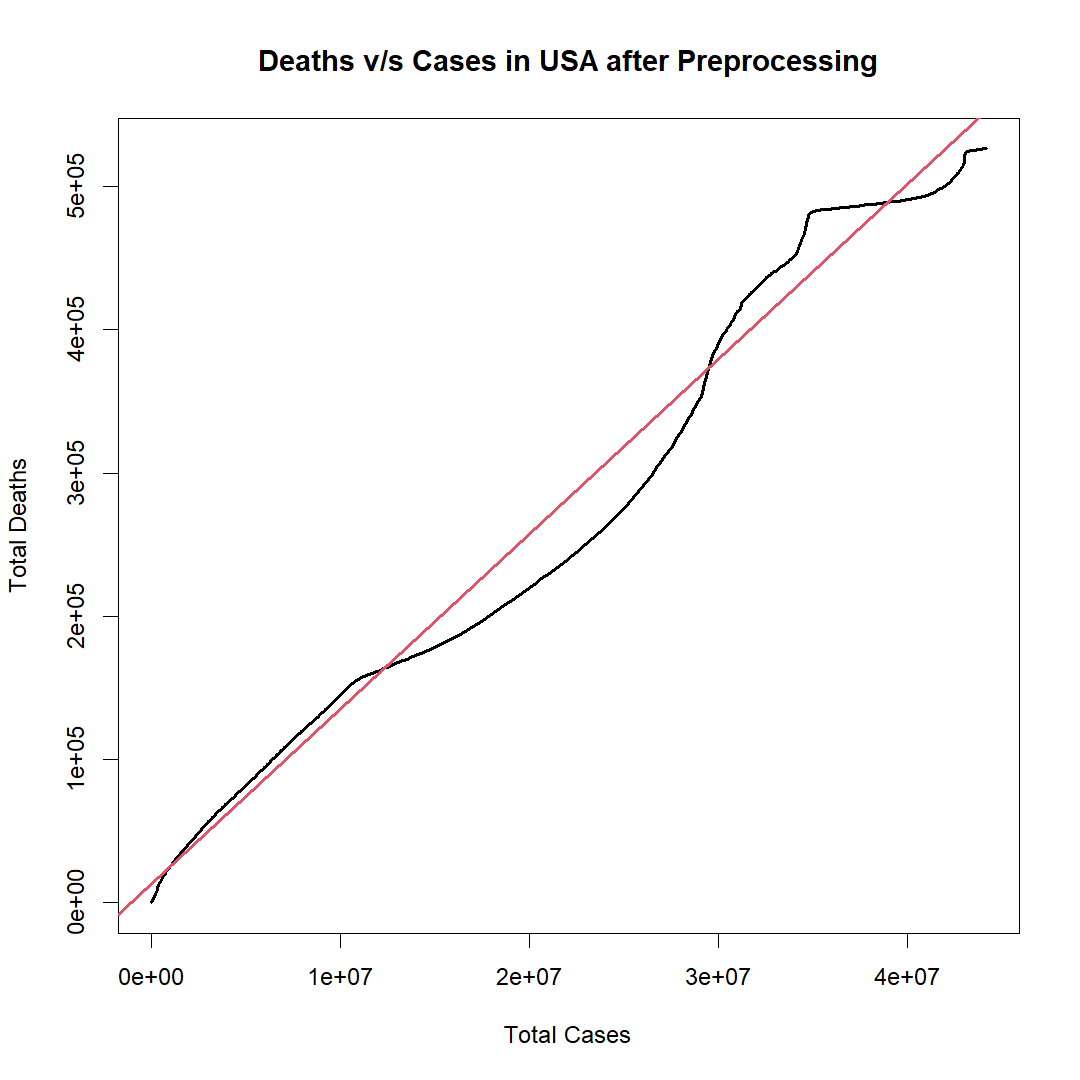 Deaths v/s Cases in USA after Preprocessing
Total Deaths
5e+05
4e+05
3e+05
2e+05
1e+05
0e+00
0e+00 1e+07 2e+07 3e+07 4e+07
Total Cases